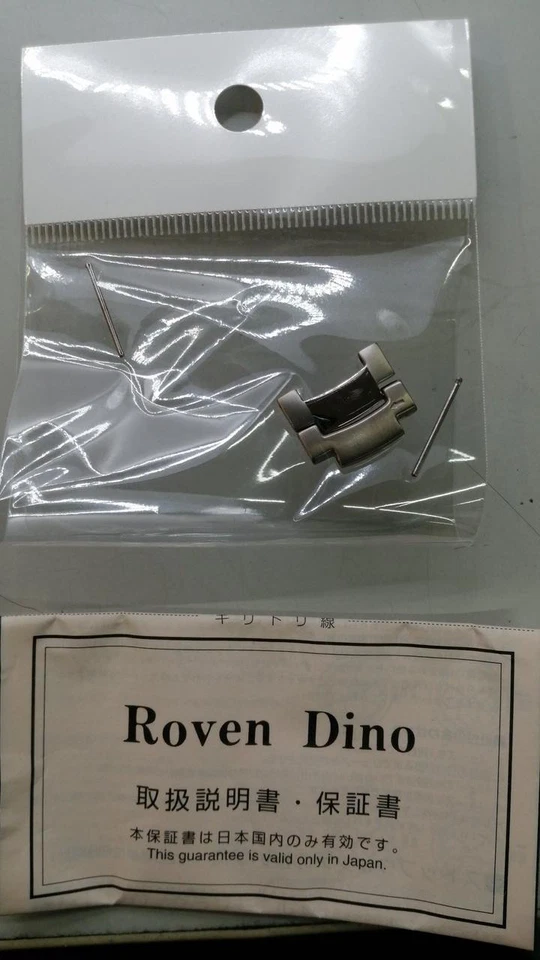 キリトリ線
Roven Dino
取扱説明書・保証書
本保証書は日本国内のみ有効です。
This guarantee is valid only in Japan.